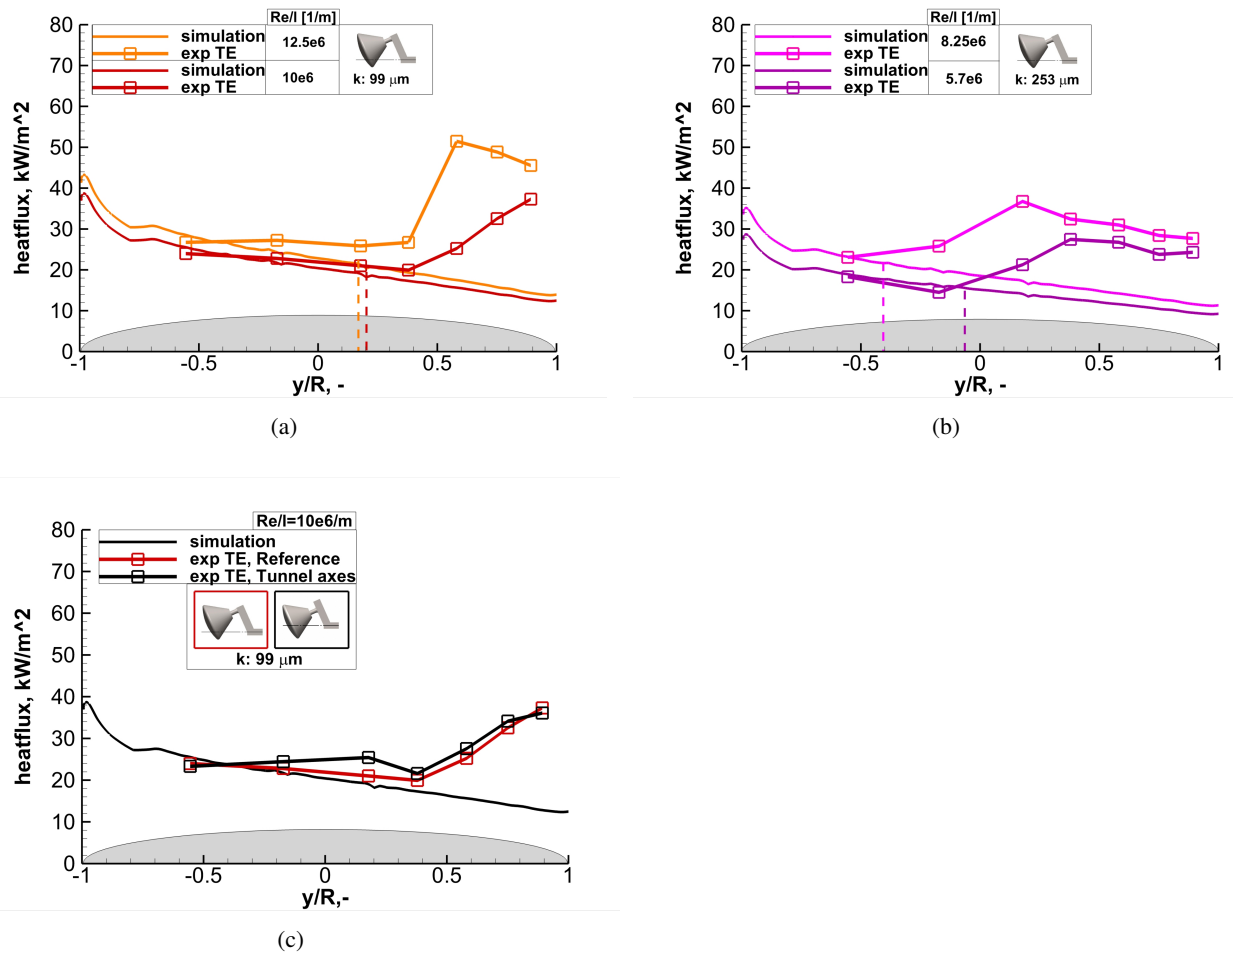 Re/l [1/m]
simulation
exp TE
12.5e6
simulation
exp TE
10e6
k: 99 μm
heatflux, kW/m^2
80
70
60
50
40
30
20
10
0
-1
-0.5
0
0.5
1
y/R, -
(a)
Re/l [1/m]
simulation
exp TE
8.25e6
simulation
exp TE
5.7e6
k: 253 μm
heatflux, kW/m^2
80
70
60
50
40
30
20
10
0
-1
-0.5
0
0.5
1
y/R, -
(b)
Re/l=10e6/m
simulation
exp TE, Reference
exp TE, Tunnel axes
k: 99 μm
heatflux, kW/m^2
80
70
60
50
40
30
20
10
0
-1
-0.5
0
0.5
1
y/R,-
(c)